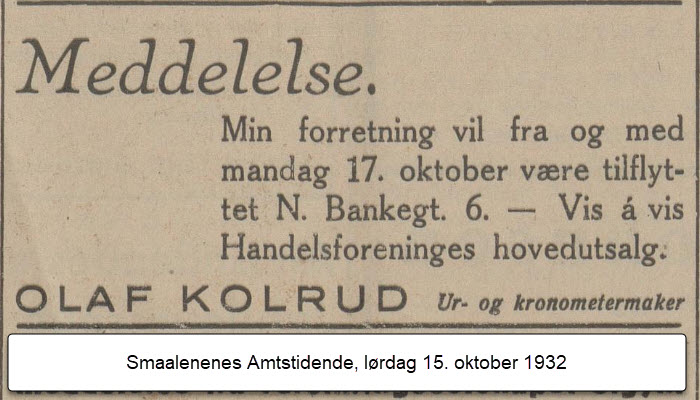 Meddelelse.
Min forretning vil fra og med
mandag 17. oktober være tilflyt-
tet N. Bankegt. 6. — Vis á vis
Handelsforeninges hovedutsalg.
OLAF KOLRUD Ur- og kronometermaker
Smaalenenes Amtstidende, lørdag 15. oktober 1932